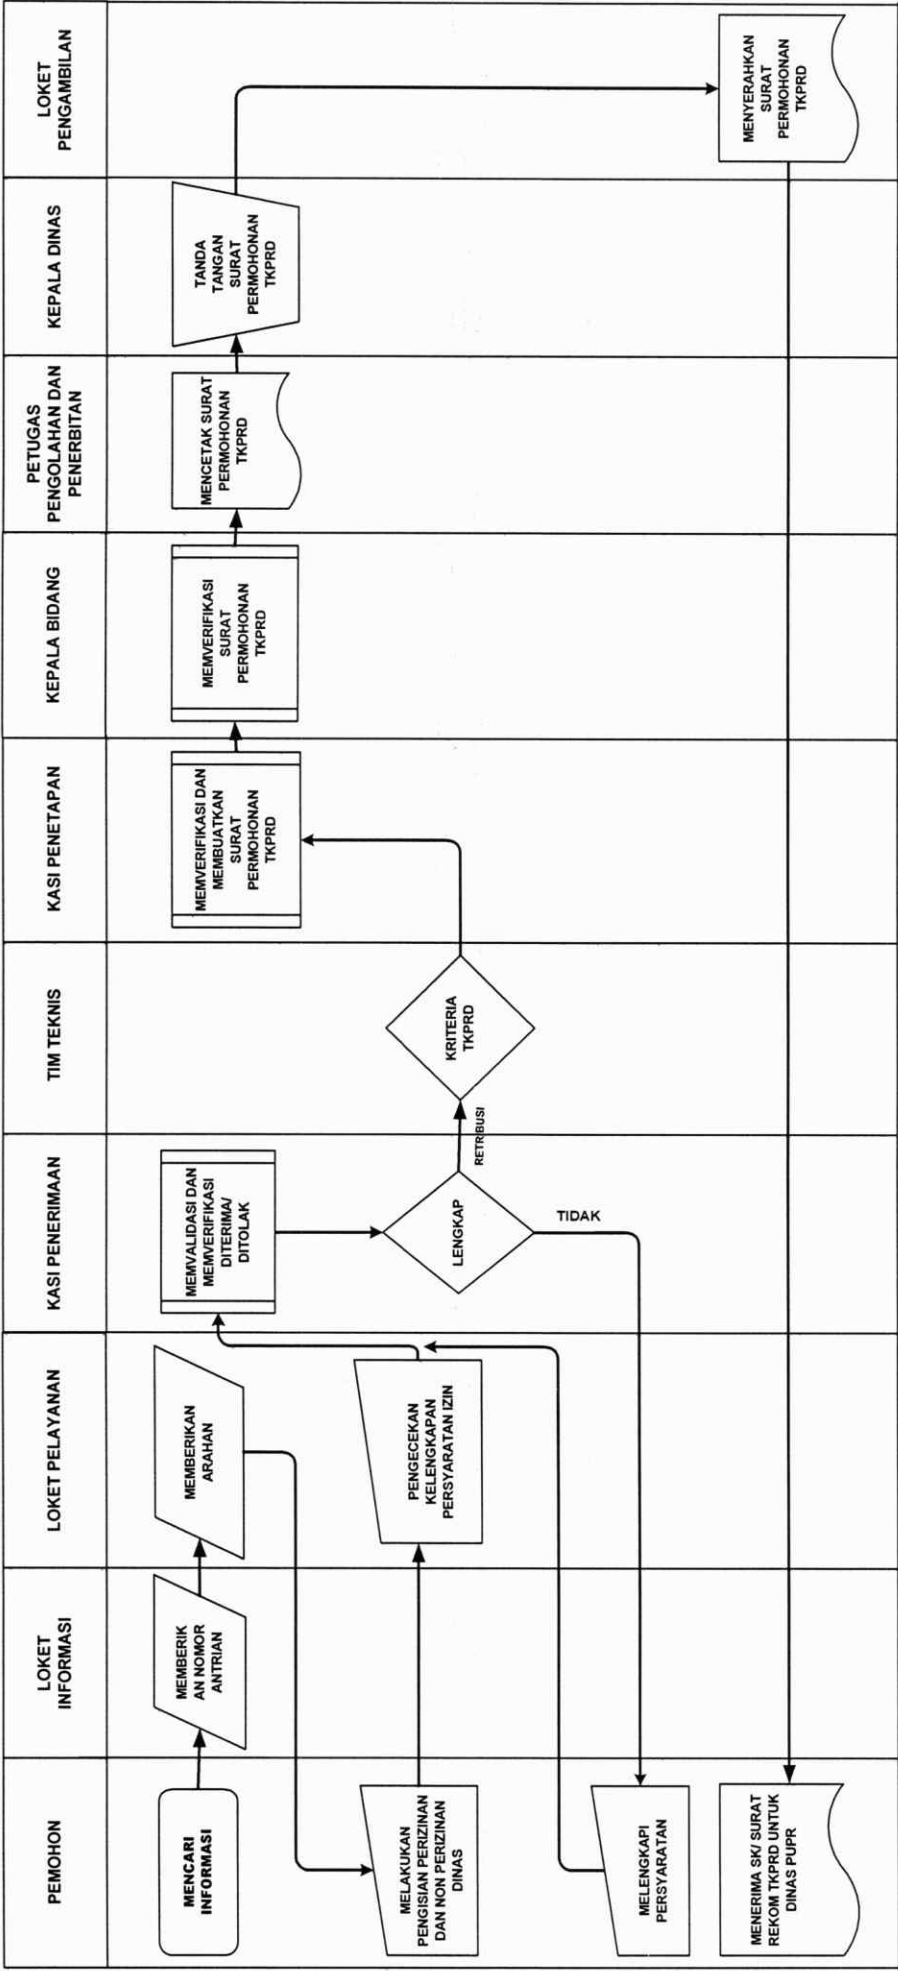 PEMOHON
LOKET
INFORMASI
LOKET PELAYANAN
KASI PENERIMAAN
TIM TEKNIS
KASI PENETAPAN
KEPALA BIDANG
PETUGAS
PENGOLAHAN DAN
PENERBITAN
KEPALA DINAS
LOKET
PENGAMBILAN
MENCARI
INFORMASI
MEMBERIK
AN NOMOR
ANTRIAN
MEMBERIKAN
ARAHAN
MELAKUKAN
PENGISIAN PERIZINAN
DAN NON PERIZINAN
DINAS
PENGECEKAN
KELENGKAPAN
PERSYARATAN IZIN
MEMVALIDASI DAN
MEMVERIFIKASI
DITERIMA/
DITOLAK
LENGKAP
TIDAK
RETRIBUSI
MELENGKAPI
PERSYARATAN
KRITERIA
TKPRD
MEMVERIFIKASI DAN
MEMBUATKAN
SURAT
PERMOHONAN
TKPRD
MEMVERIFIKASI
SURAT
PERMOHONAN
TKPRD
MENCETAK SURAT
PERMOHONAN
TKPRD
TANDA
TANGAN
SURAT
PERMOHONAN
TKPRD
MENYERAHKAN
SURAT
PERMOHONAN
TKPRD
MENERIMA SK/ SURAT
REKOM TKPRD UNTUK
DINAS PUPR